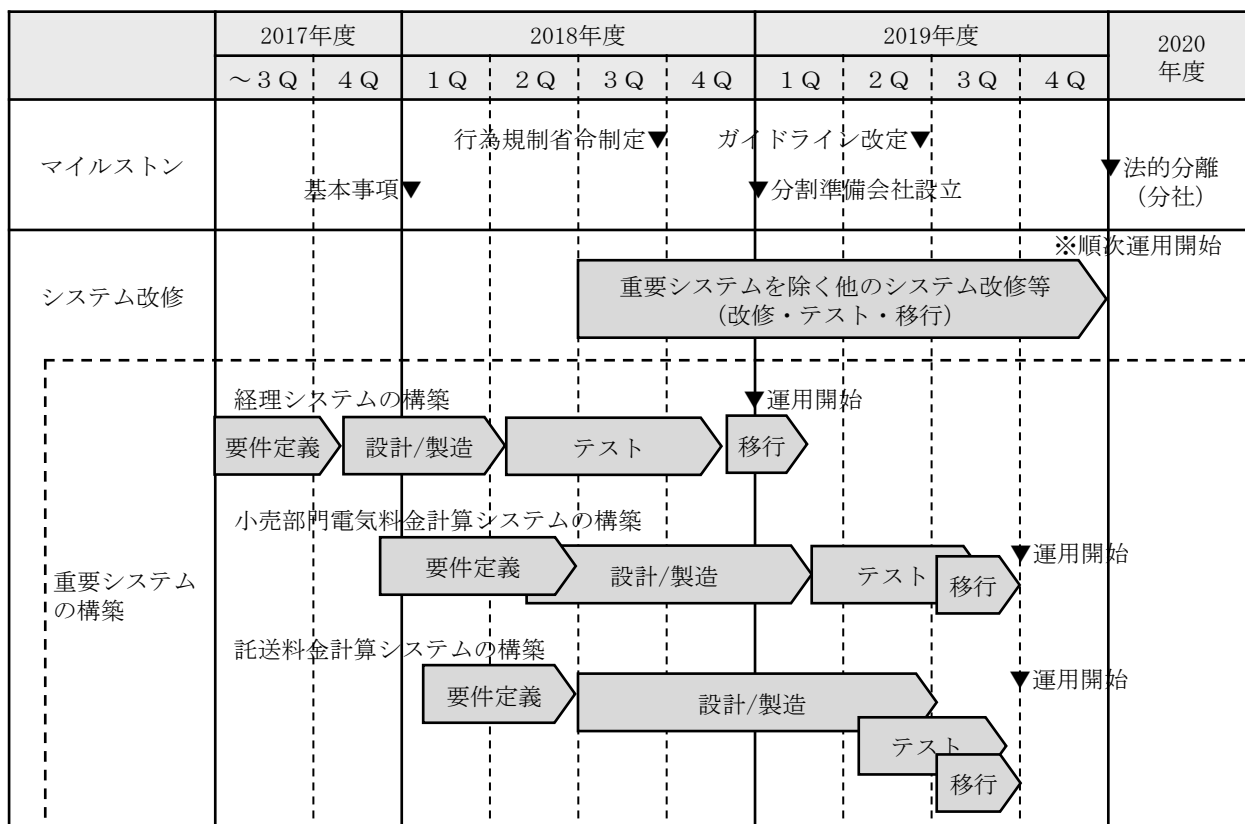 2017年度
2018年度
2019年度
2020
年度
～3Q
4Q
1Q
2Q
3Q
4Q
1Q
2Q
3Q
4Q
マイルストン
行為規制省令制定▼
ガイドライン改定▼
基本事項▼
▼分割準備会社設立
▼法的分離
（分社）
システム改修
※順次運用開始
重要システムを除く他のシステム改修等
（改修・テスト・移行）
重要システム
の構築
経理システムの構築
▼運用開始
要件定義
設計/製造
テスト
移行
小売部門電気料金計算システムの構築
▼運用開始
要件定義
設計/製造
テスト
移行
託送料金計算システムの構築
▼運用開始
要件定義
設計/製造
テスト
移行